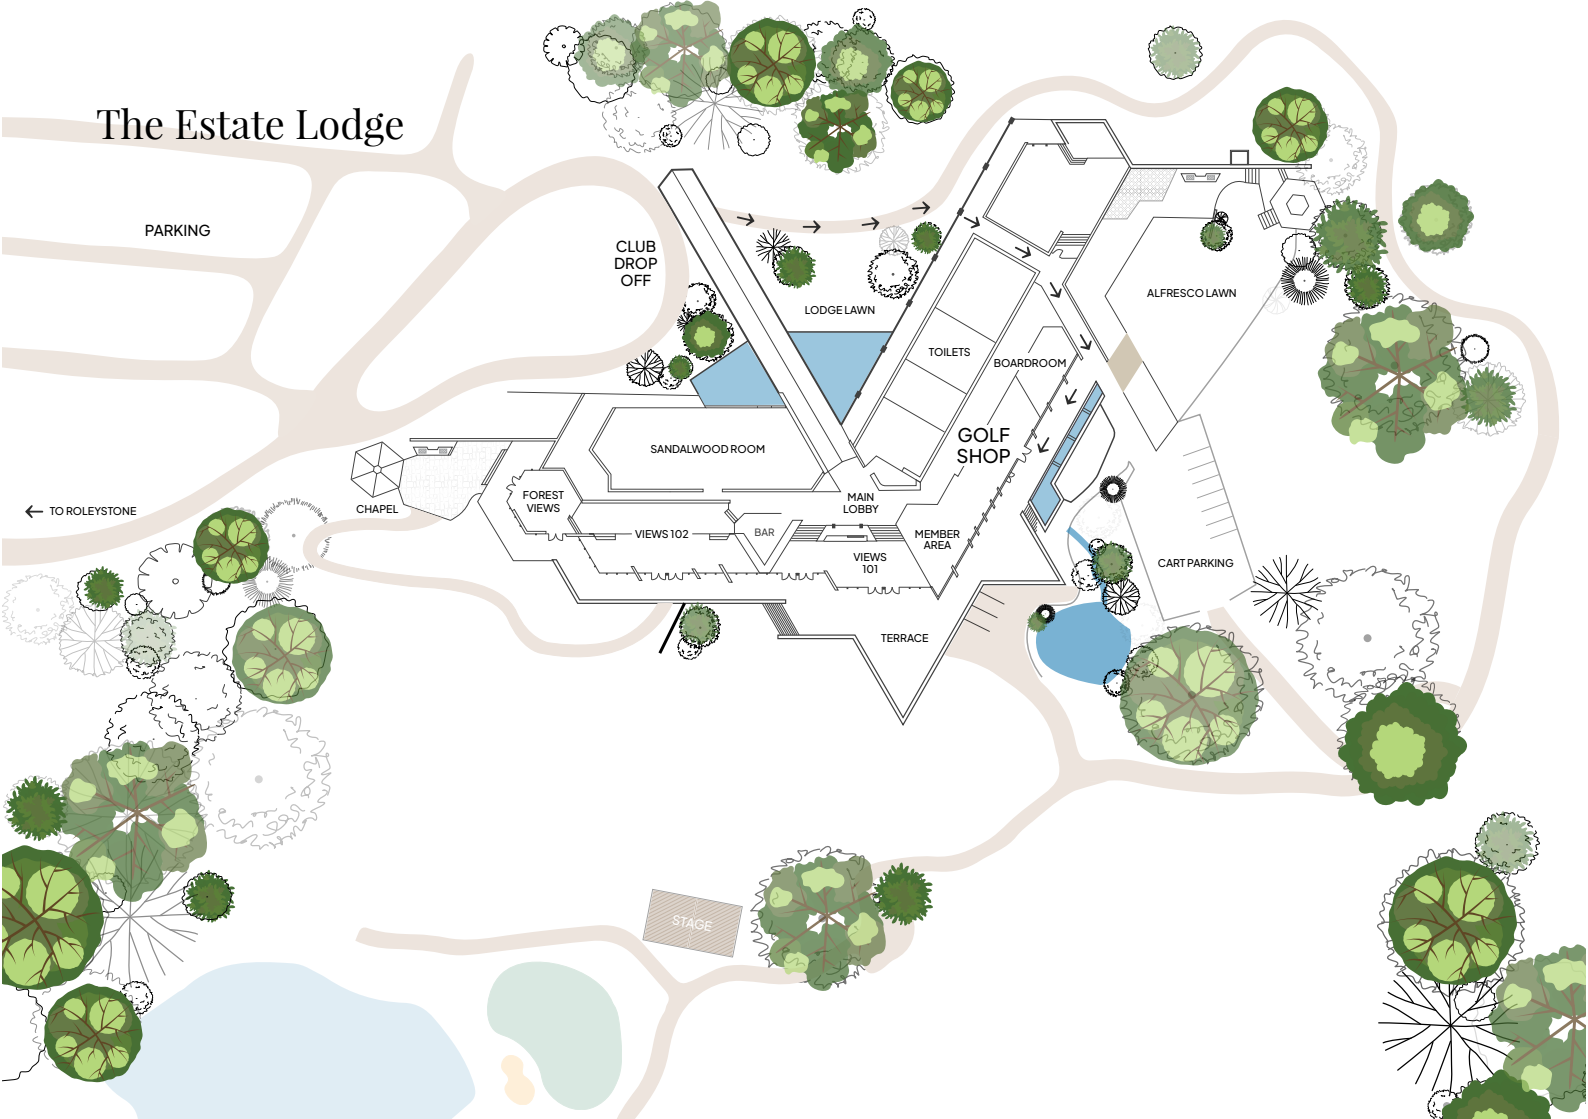 The Estate Lodge
PARKING
CLUB
DROP
OFF
LODGE LAWN
ALFRESCO LAWN
TOILETS
BOARDROOM
GOLF
SHOP
SANDALWOOD ROOM
FOREST
VIEWS
CHAPEL
TO ROLEYSTONE
MAIN
LOBBY
VIEWS 102
BAR
MEMBER
AREA
VIEWS
101
CART PARKING
TERRACE
STAGE